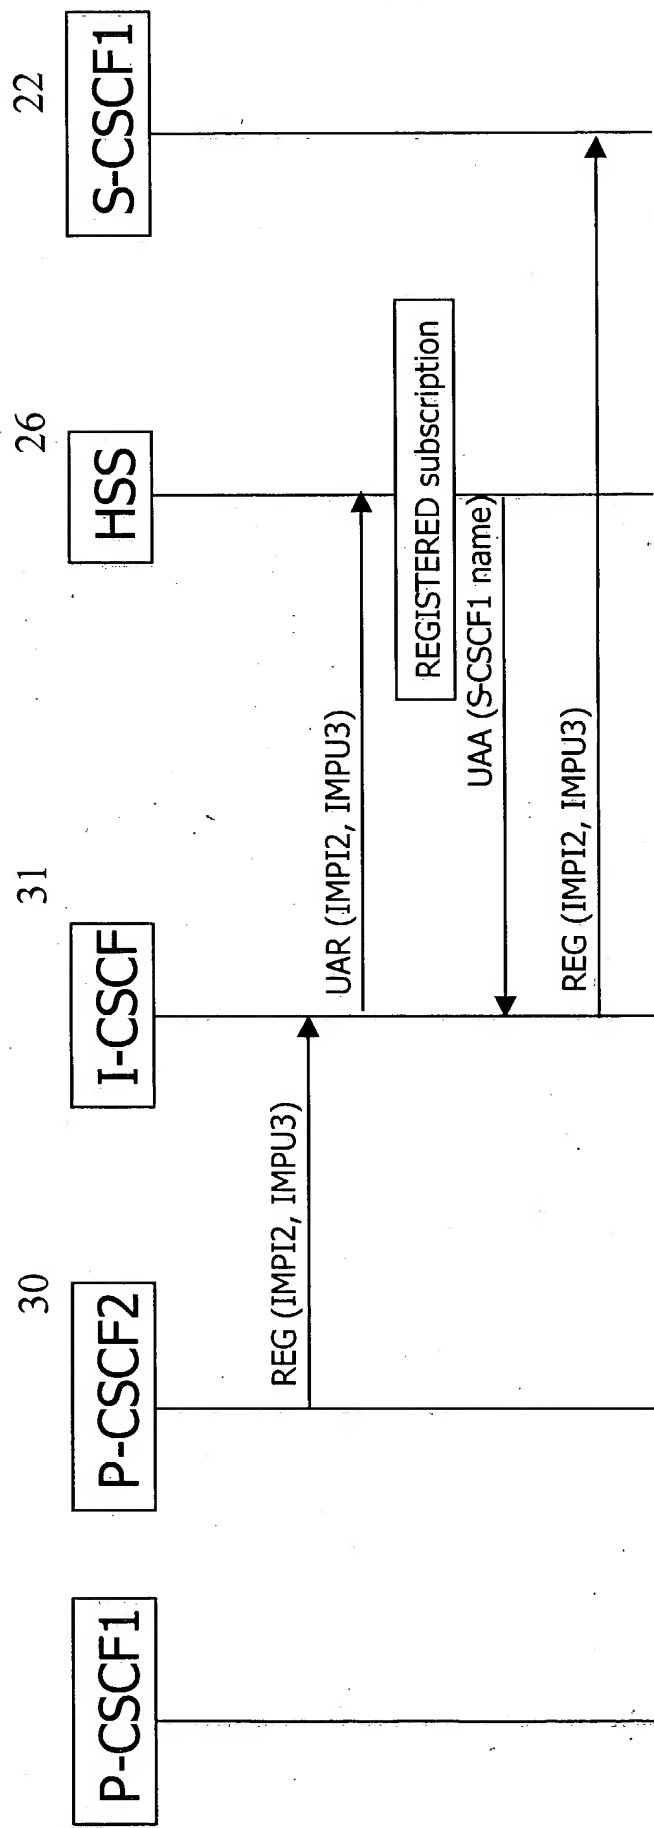 30
31
26
22
P-CSCF1
P-CSCF2
I-CSCF
HSS
S-CSCF1
REG (IMPI2, IMPU3)
UAR (IMPI2, IMPU3)
REGISTERED subscription
UAA (S-CSCF1 name)
REG (IMPI2, IMPU3)